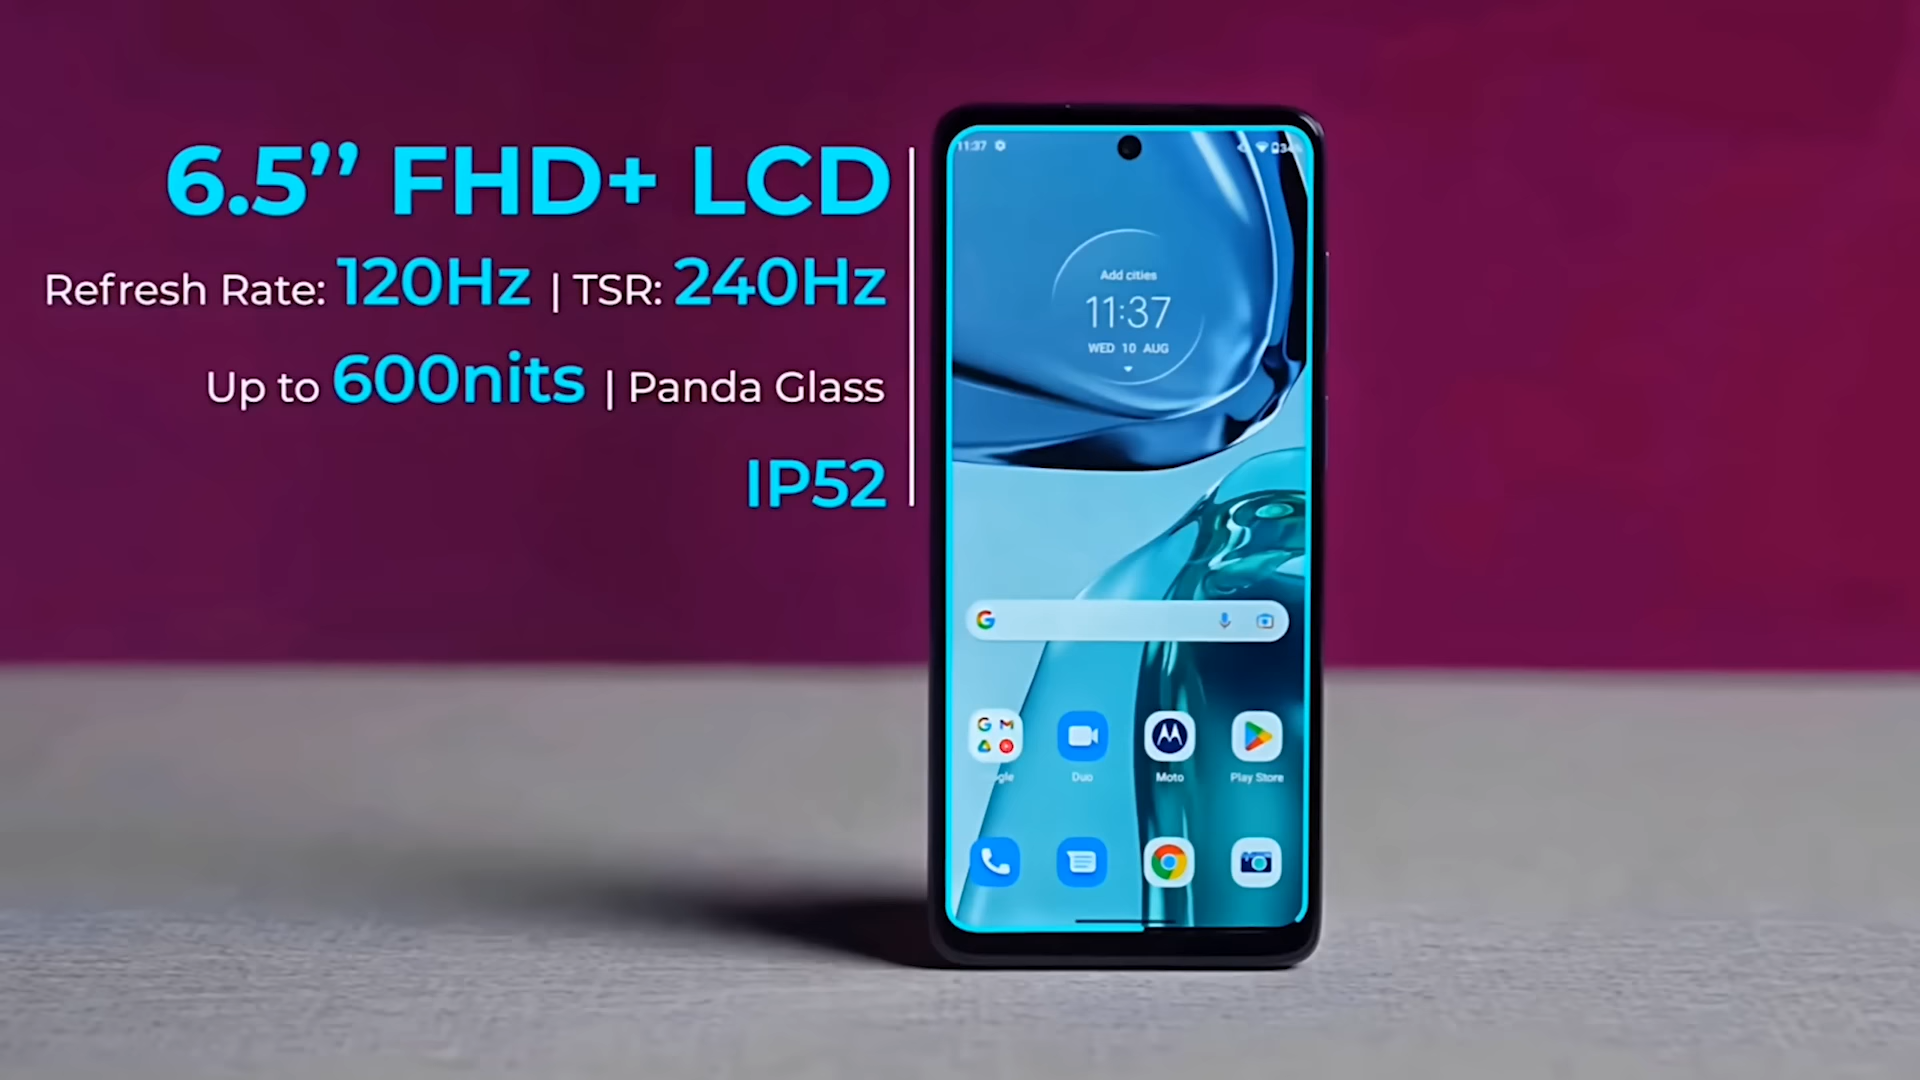 6.5’’ FHD+ LCD
Refresh Rate: 120Hz | TSR: 240Hz
Up to 600nits | Panda Glass
IP52
11:37
Add cities
11:37
WED 10 AUG
Duo
Moto
Play Store